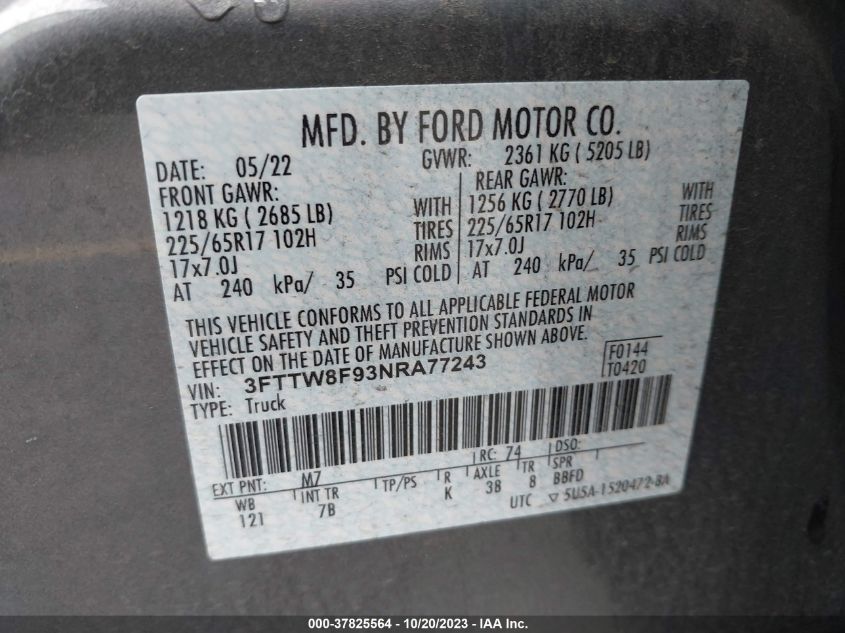 MFD. BY FORD MOTOR CO.
DATE: 05/22 GVWR: 2361 KG ( 5205 LB)
FRONT GAWR: REAR GAWR:
1218 KG ( 2685 LB) WITH 1256 KG ( 2770 LB) WITH
225/65R17 102H TIRES 225/65R17 102H TIRES
17x7.0J RIMS 17x7.0J RIMS
AT 240 kPa/ 35 PSI COLD AT 240 kPa/ 35 PSI COLD
THIS VEHICLE CONFORMS TO ALL APPLICABLE FEDERAL MOTOR
VEHICLE SAFETY AND THEFT PREVENTION STANDARDS IN
EFFECT ON THE DATE OF MANUFACTURE SHOWN ABOVE.
VIN: 3FTTW8F93NRA77243 F0144
TYPE: Truck T0420
EXT PNT: M7 RC: 74 DSO:
WB INT TR TP/PS R AXLE TR SPR
121 7B K 38 8 BBFD
UTC ▽ 5U5A-1520472-BA
000-37825564 - 10/20/2023 - IAA Inc.